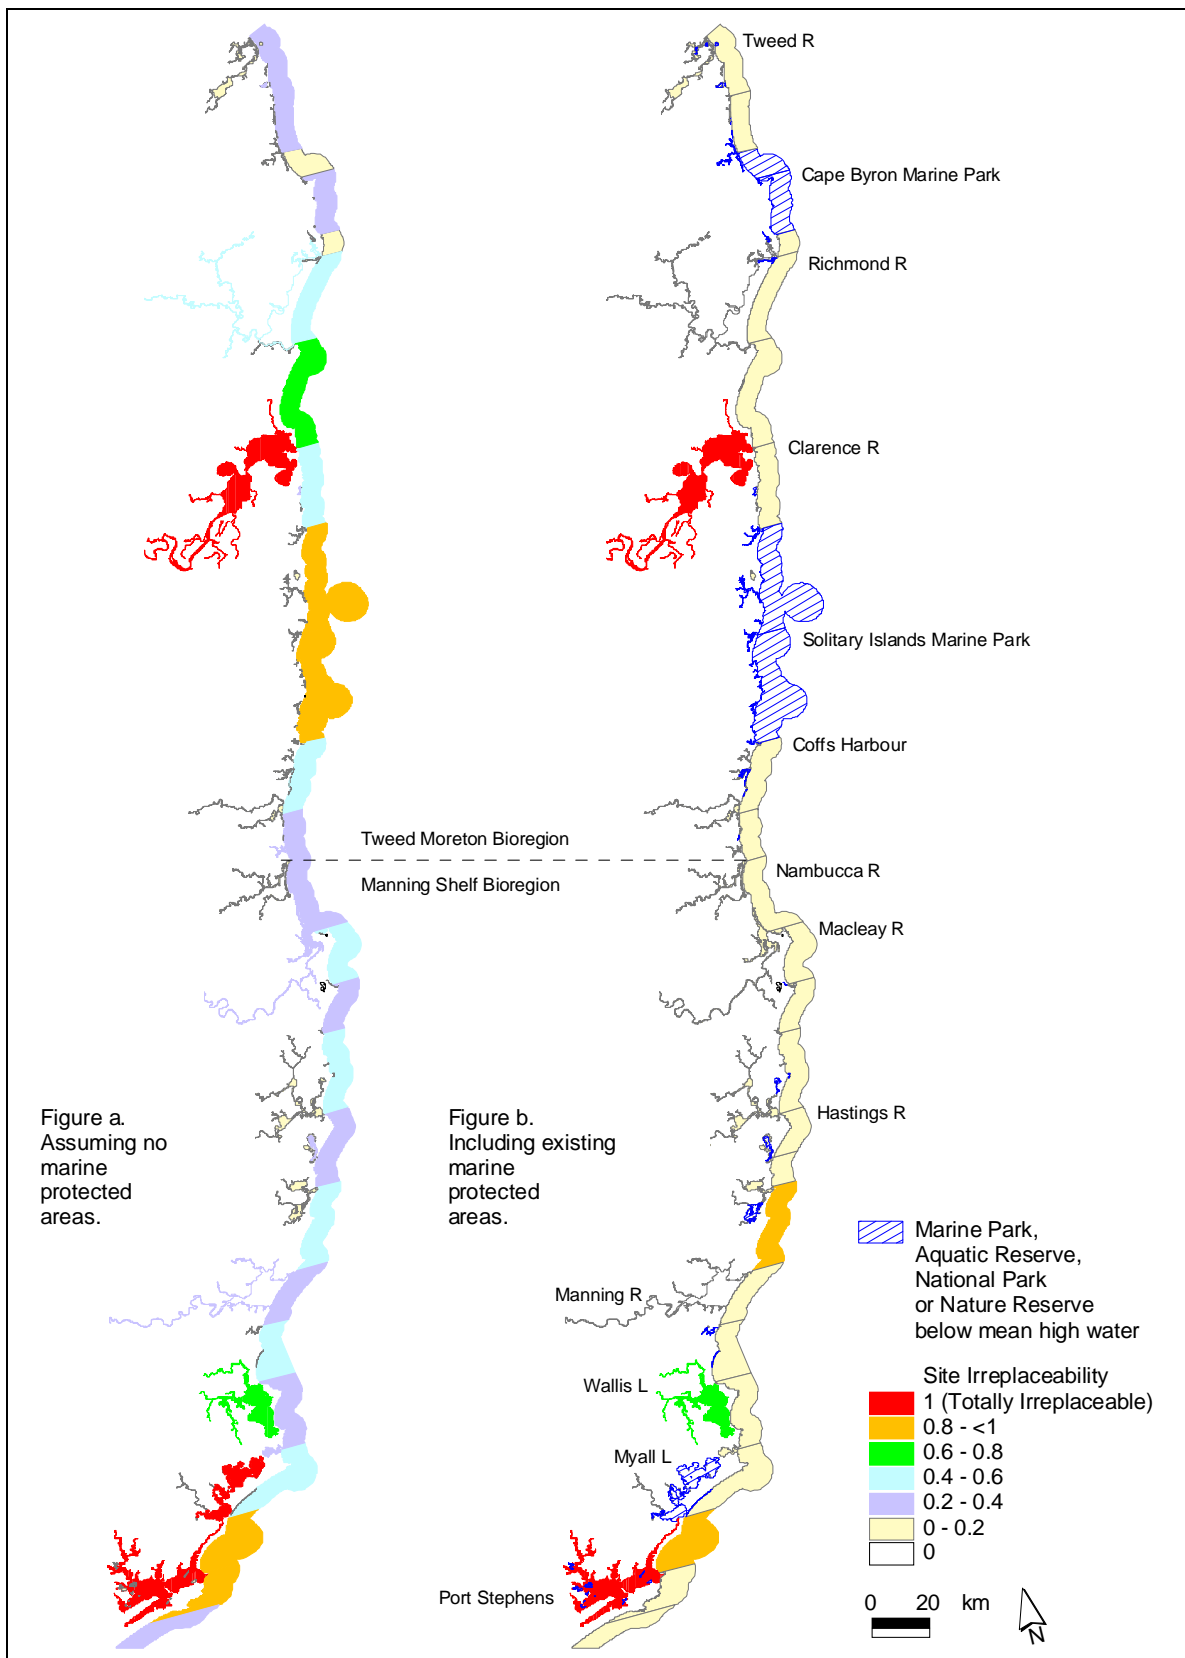 Tweed R
Cape Byron Marine Park
Richmond R
Clarence R
Solitary Islands Marine Park
Coffs Harbour
Tweed Moreton Bioregion
Manning Shelf Bioregion
Nambucca R
Macleay R
Figure a.
Assuming no
marine
protected
areas.
Figure b.
Including existing
marine
protected
areas.
Hastings R
Manning R
Wallis L
Myall L
Port Stephens
Marine Park,
Aquatic Reserve,
National Park
or Nature Reserve
below mean high water
Site Irreplaceability
1 (Totally Irreplaceable)
0.8 - <1
0.6 - 0.8
0.4 - 0.6
0.2 - 0.4
0 - 0.2
0
0 20 km
N